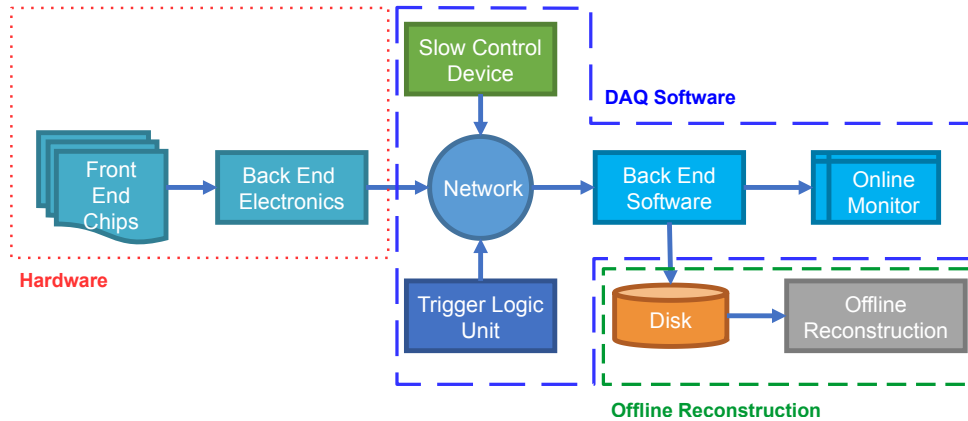 Slow Control
Device
DAQ Software
Front
End
Chips
Back End
Electronics
Network
Back End
Software
Online
Monitor
Hardware
Trigger Logic
Unit
Disk
Offline
Reconstruction
Offline Reconstruction